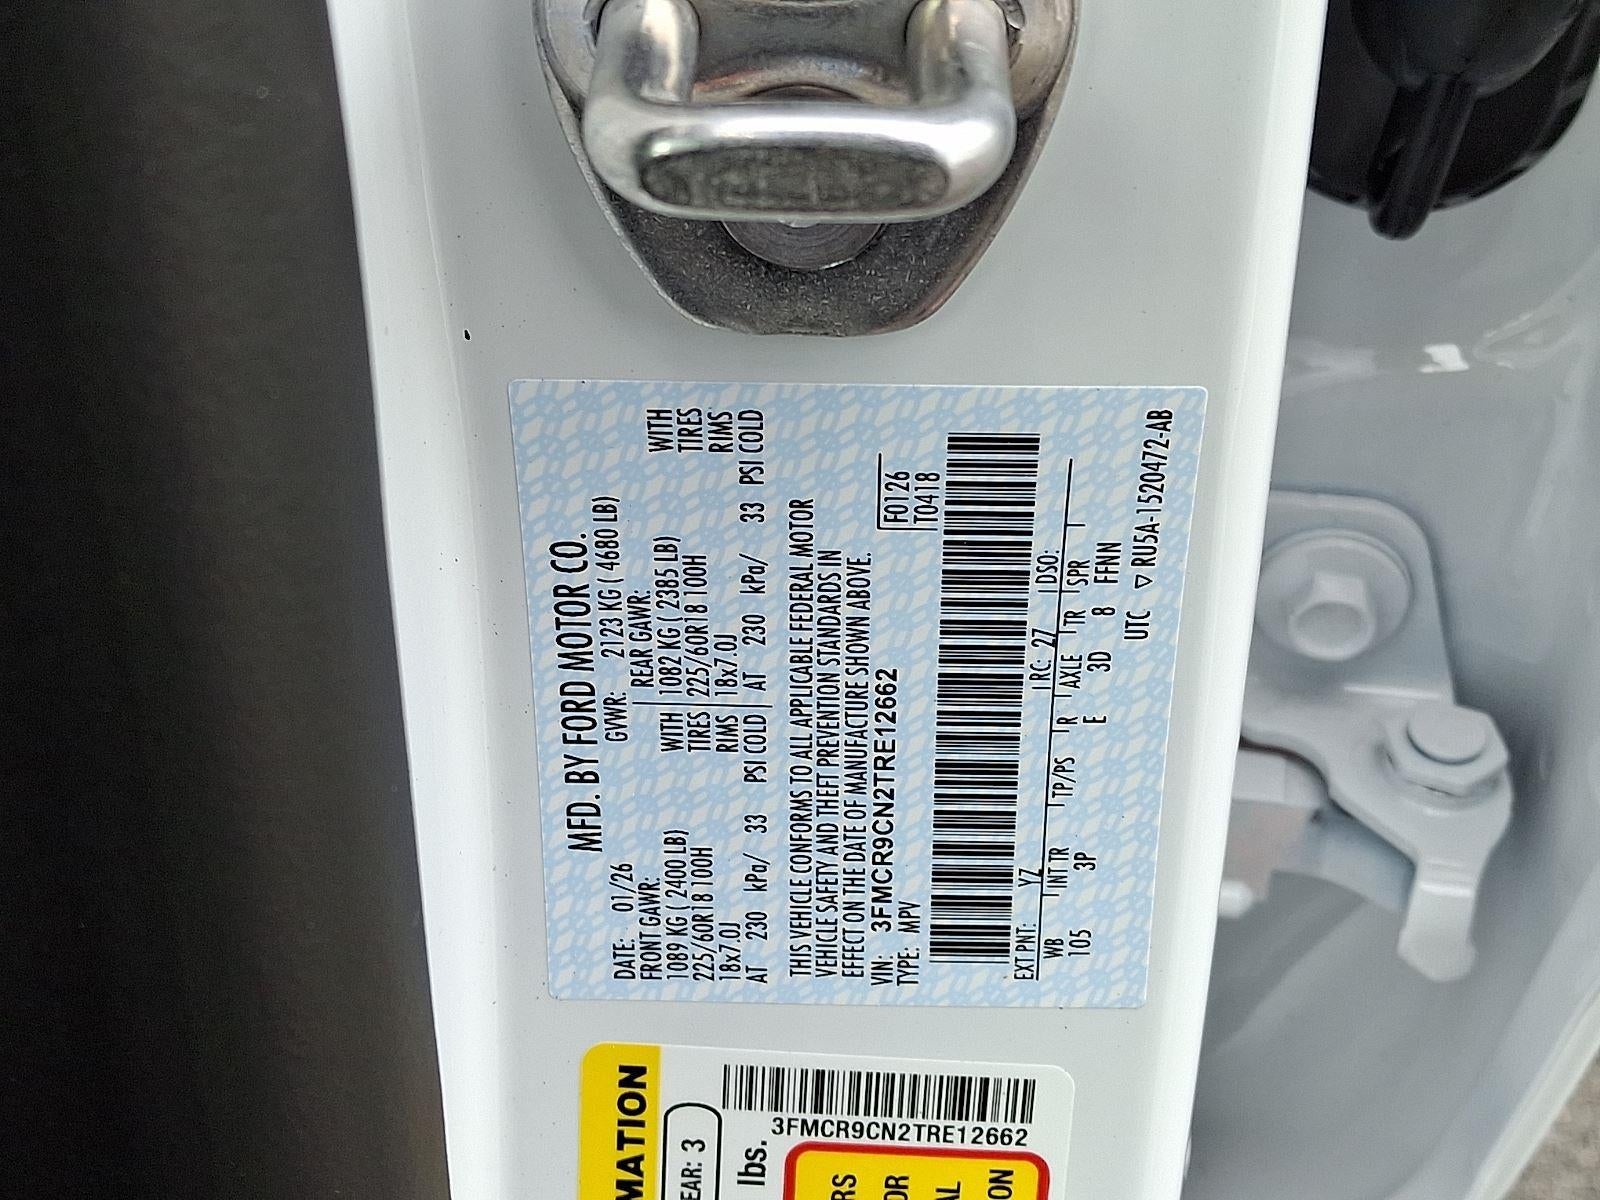 MFD. BY FORD MOTOR CO.
DATE: 01/26 GVWR: 2123 KG ( 4680 LB)
FRONT GAWR: REAR GAWR:
1089 KG ( 2400 LB) WITH 1082 KG ( 2385 LB) WITH
225/60R18 100H TIRES 225/60R18 100H TIRES
18x7.0J RIMS 18x7.0J RIMS
AT 230 kPa/ 33 PSI COLD AT 230 kPa/ 33 PSI COLD
THIS VEHICLE CONFORMS TO ALL APPLICABLE FEDERAL MOTOR
VEHICLE SAFETY AND THEFT PREVENTION STANDARDS IN
EFFECT ON THE DATE OF MANUFACTURE SHOWN ABOVE.
VIN: 3FMCR9CN2TRE12662 F0126
TYPE: MPV T0418
EXT PNT: YZ RC: 27 DSO:
WB INT TR TP/PS R AXLE TR SPR
105 3P E 3D 8 FFNN
UTC ▽ RU5A-1520472-AB
MATION
EAR: 3
lbs.
3FMCR9CN2TRE12662
RS
OR
AL
ON